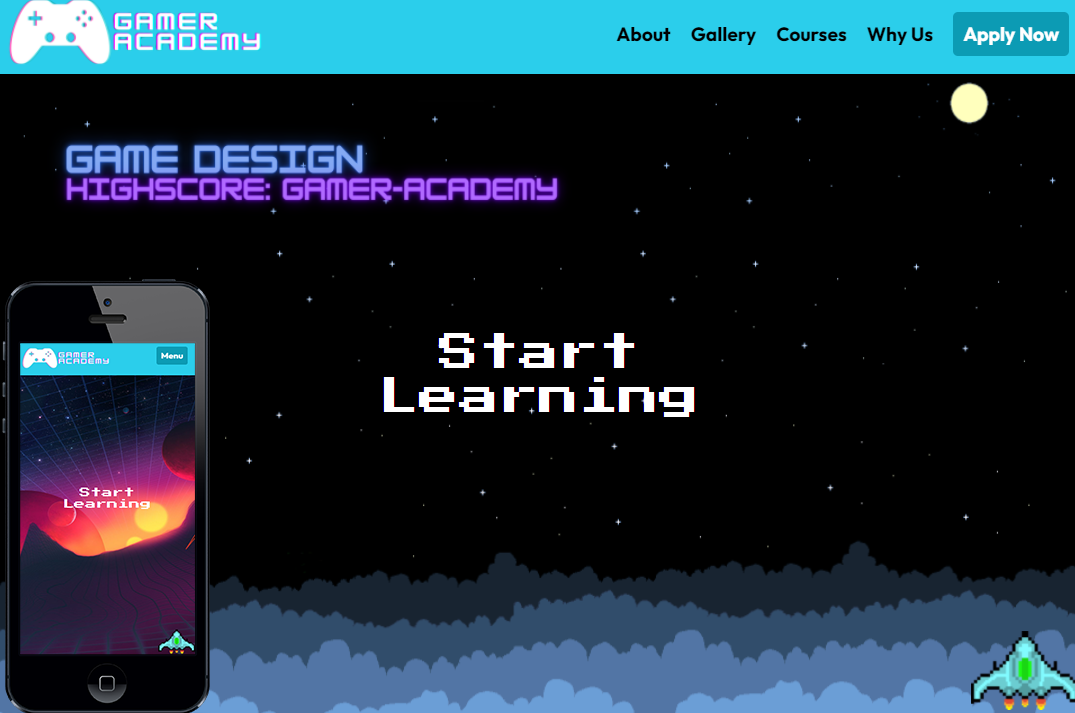 GAMER
ACADEMY
About Gallery Courses Why Us Apply Now
GAME DESIGN
HIGHSCORE: GAMER-ACADEMY
Start
Learning
GAMER
ACADEMY
Menu
Start
Learning